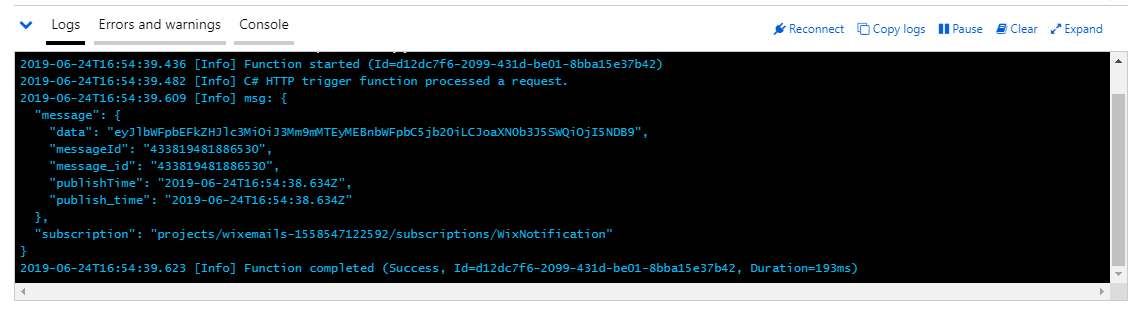 Logs Errors and warnings Console Reconnect Copy logs Pause Clear Expand
2019-06-24T16:54:39.436 [Info] Function started (Id=d12dc7f6-2099-431d-be01-8bba15e37b42)
2019-06-24T16:54:39.482 [Info] C# HTTP trigger function processed a request.
2019-06-24T16:54:39.609 [Info] msg: {
"message": {
"data": "eyJlbWFpbEFkZHJlc3MiOiJ3Mm9mMTEyMEBnbWFpbC5jb20iLCJoaXN0b3J5SWQiOjI5NDB9",
"messageId": "433819481886530",
"message_id": "433819481886530",
"publishTime": "2019-06-24T16:54:38.634Z",
"publish_time": "2019-06-24T16:54:38.634Z"
},
"subscription": "projects/wixemails-1558547122592/subscriptions/WixNotification"
}
2019-06-24T16:54:39.623 [Info] Function completed (Success, Id=d12dc7f6-2099-431d-be01-8bba15e37b42, Duration=193ms)